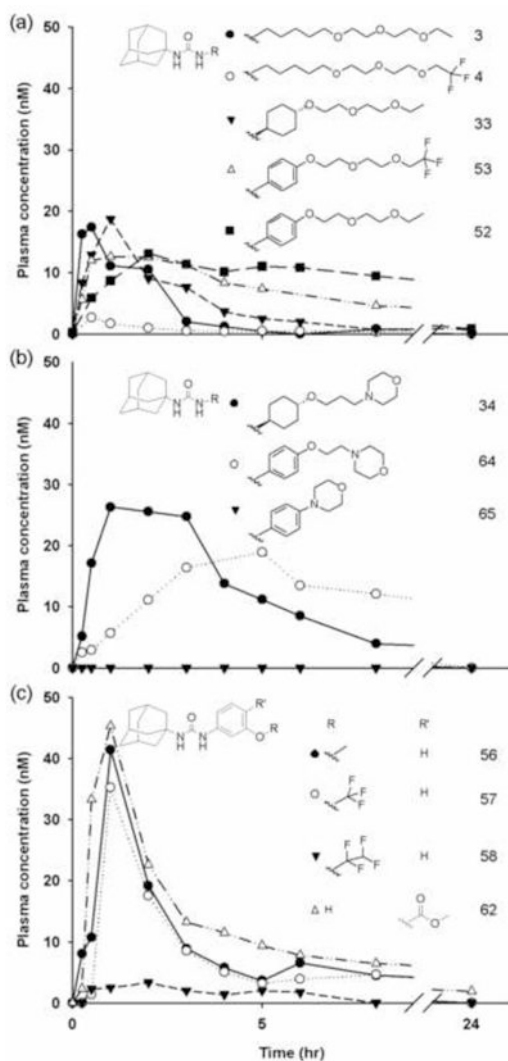 (a)
50
40
30
20
10
0
Plasma concentration (nM)
O
N H N H R
O O O 3
O O O F F F 4
O O O 33
O O O F F F 53
O O O 52
(b)
50
40
30
20
10
0
Plasma concentration (nM)
O
N H N H R
O N O 34
O N O 64
N O 65
(c)
50
40
30
20
10
0
Plasma concentration (nM)
O R'
N H N H O R
R R'
H 56
F F F H 57
F F F F H 58
H O O 62
0 5 24
Time (hr)